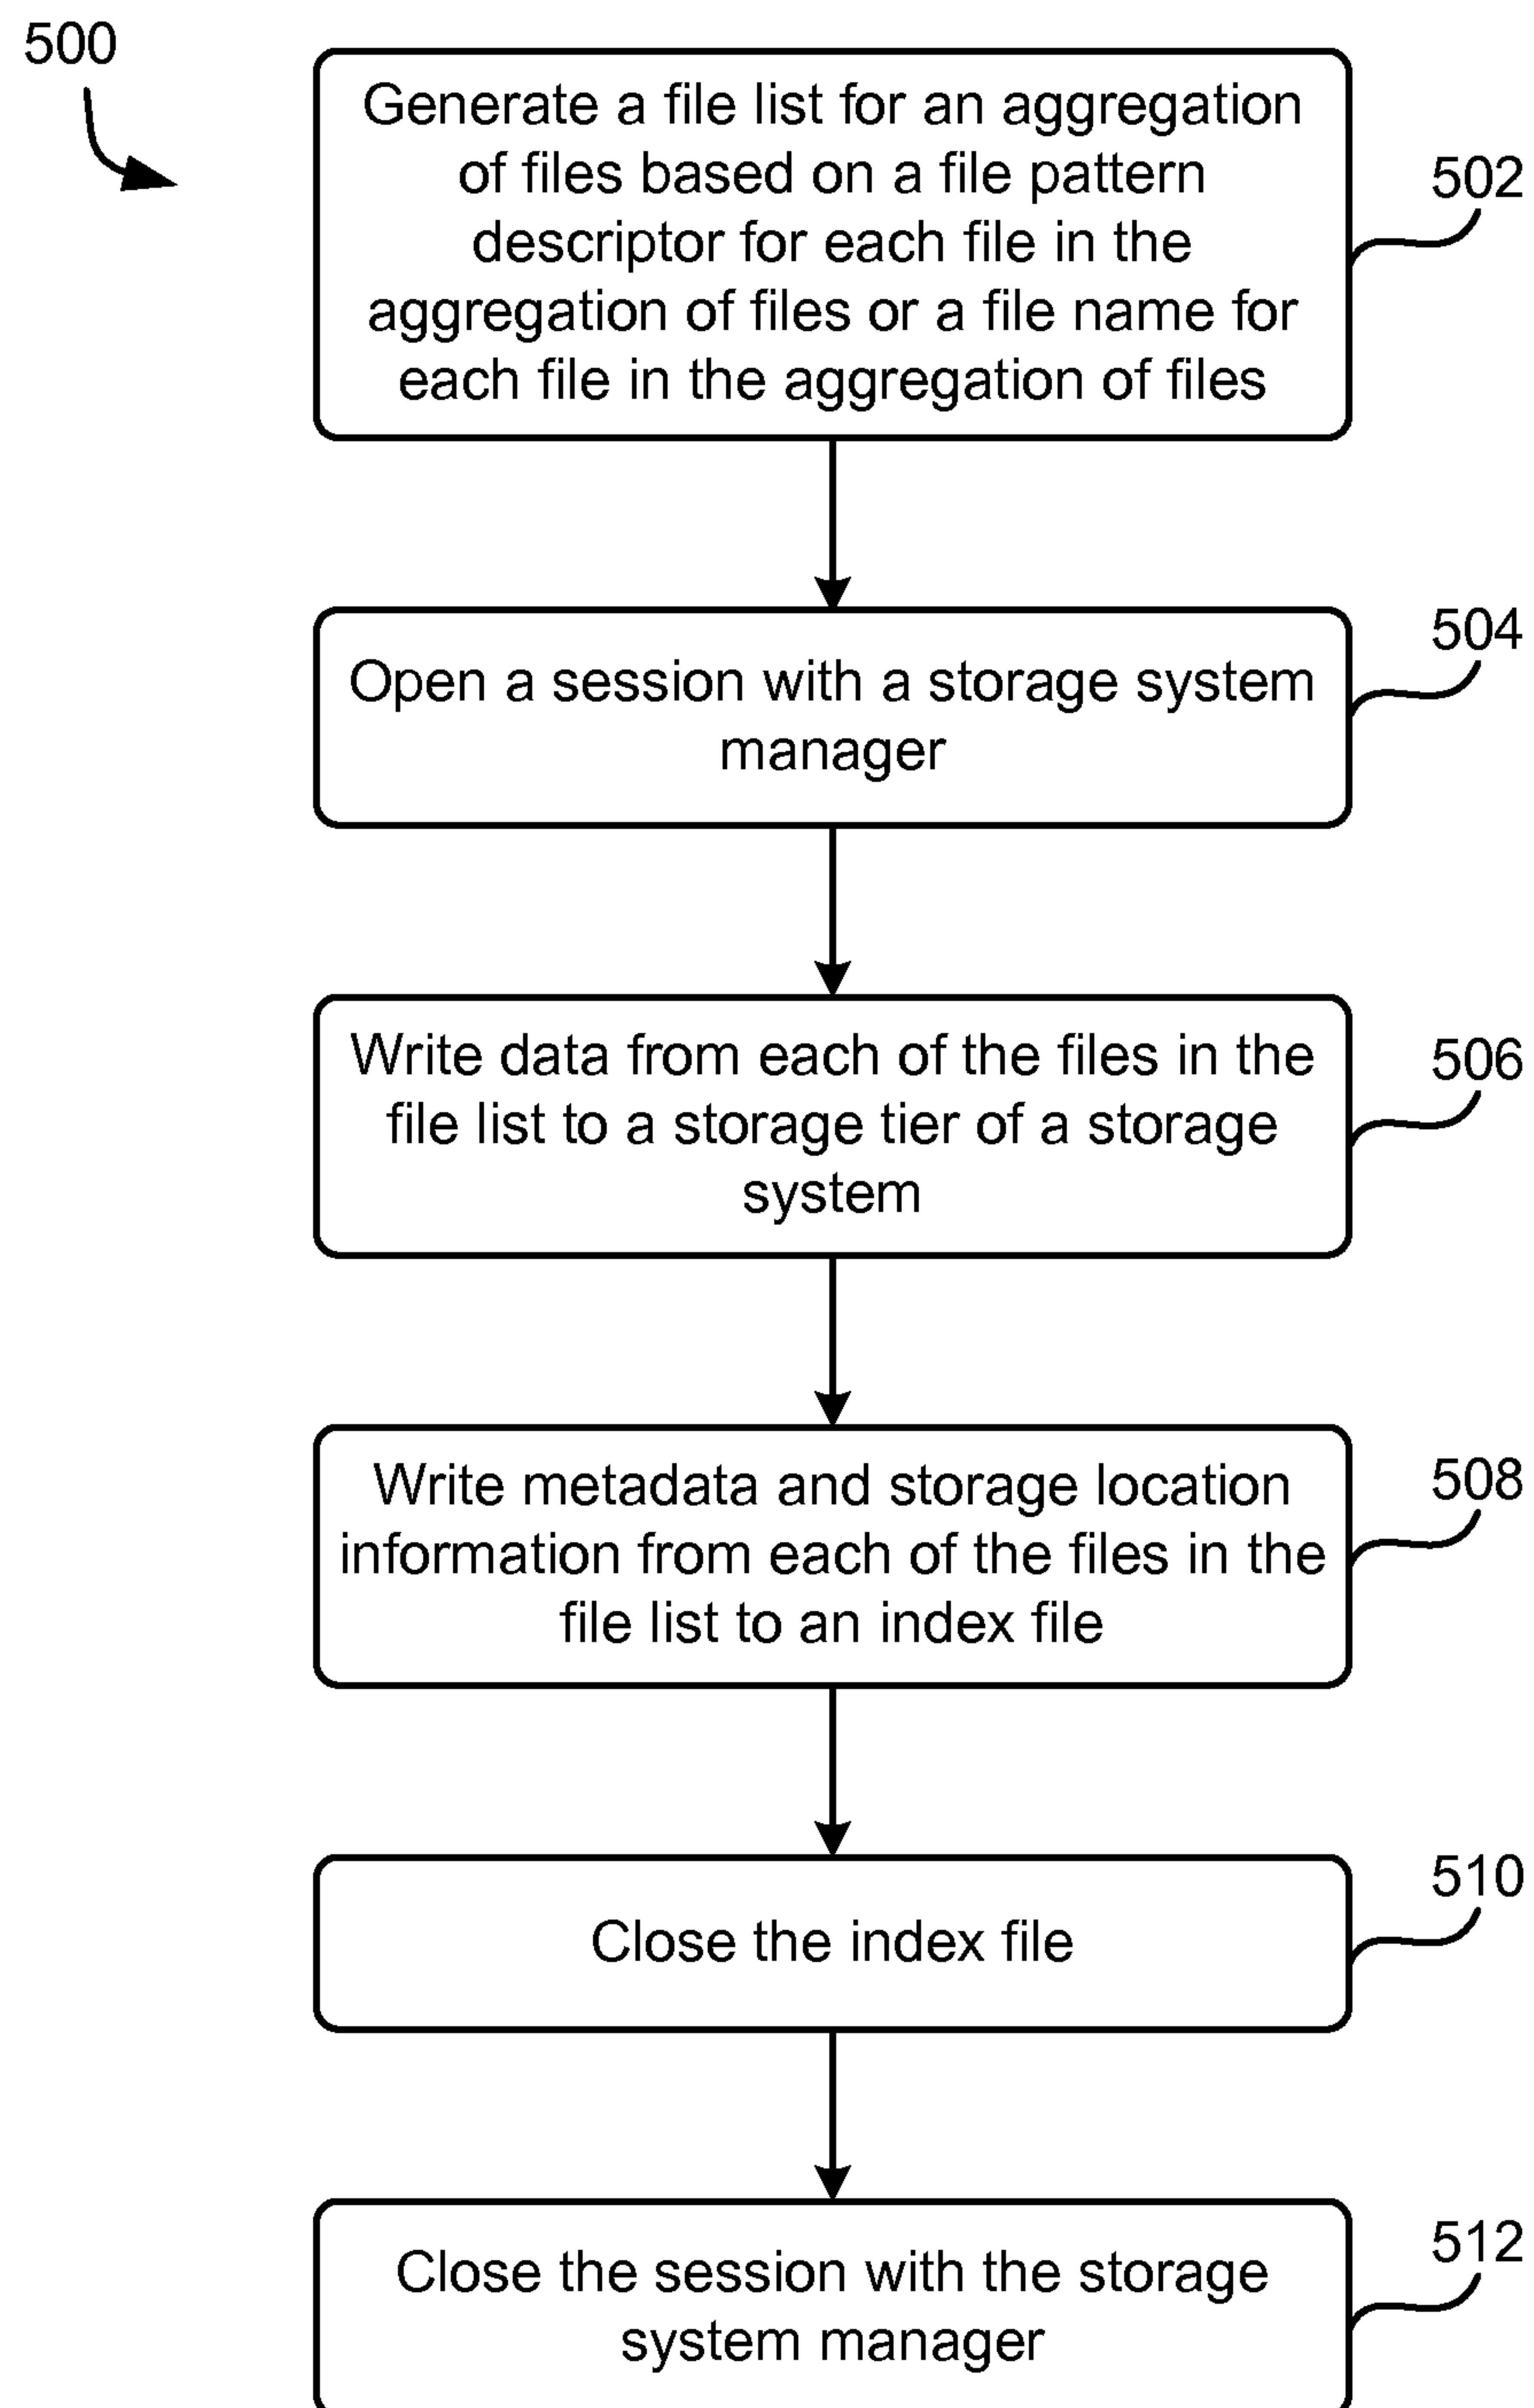 500
Generate a file list for an aggregation
of files based on a file pattern
descriptor for each file in the
aggregation of files or a file name for
each file in the aggregation of files
502
Open a session with a storage system
manager
504
Write data from each of the files in the
file list to a storage tier of a storage
system
506
Write metadata and storage location
information from each of the files in the
file list to an index file
508
Close the index file
510
Close the session with the storage
system manager
512